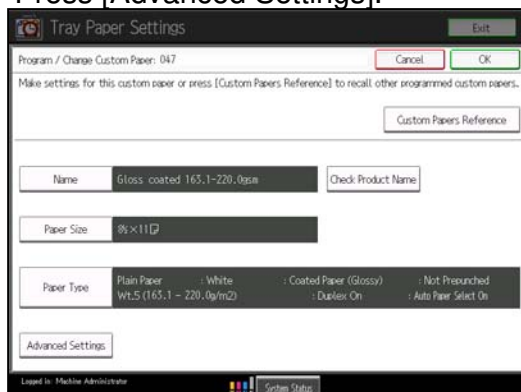 Press [Advanced Settings].
Tray Paper Settings
Exit
Program / Change Custom Paper: 047
Cancel
OK
Make settings for this custom paper or press [Custom Papers Reference] to recall other programmed custom papers.
Custom Papers Reference
Name
Gloss coated 163.1-220.0gsm
Check Product Name
Paper Size
8½×11
Paper Type
Plain Paper : White : Coated Paper (Glossy) : Not Prepunched
Wt.5 (163.1 - 220.0g/m2) : Duplex On : Auto Paper Select On
Advanced Settings
Logged in: Machine Administrator
System Status